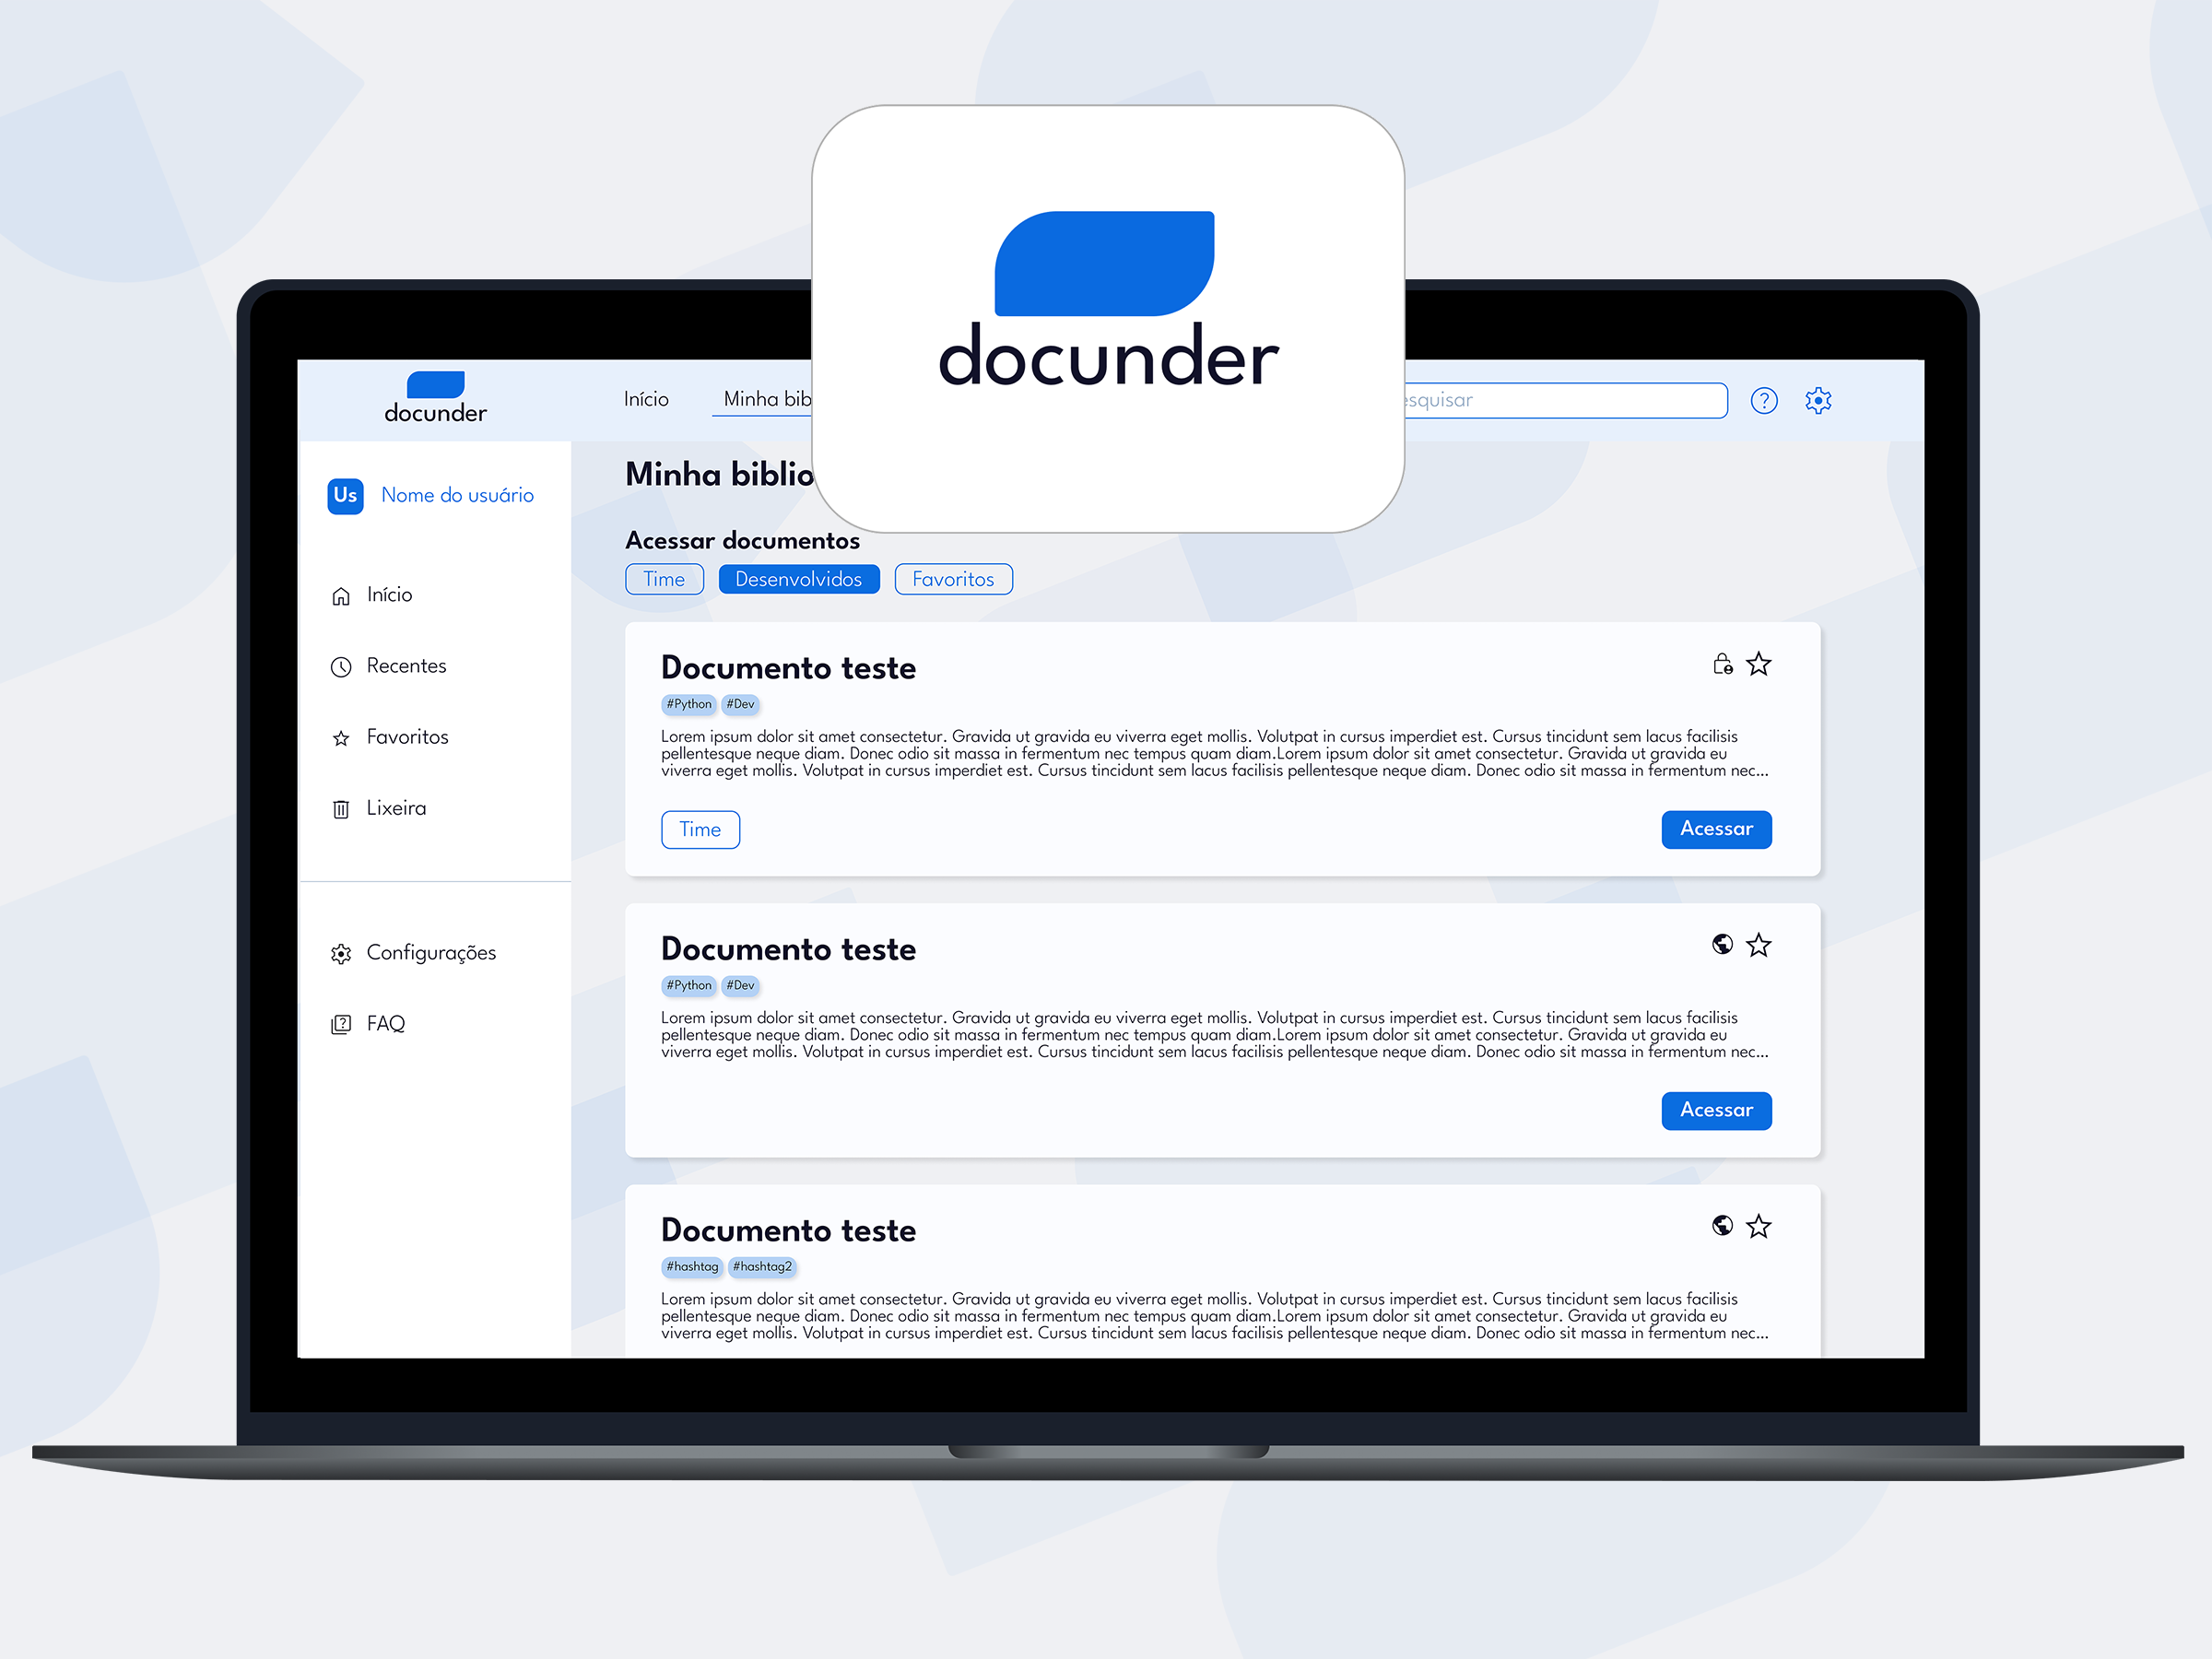 docunder
docunder
Início
Minha bib
esquisar
?
Us
Nome do usuário
Início
Recentes
Favoritos
Lixeira
Configurações
FAQ
Minha biblio
Acessar documentos
Time
Desenvolvidos
Favoritos
Documento teste
#Python #Dev
Lorem ipsum dolor sit amet consectetur. Gravida ut gravida eu viverra eget mollis. Volutpat in cursus imperdiet est. Cursus tincidunt sem lacus facilisis
pellentesque neque diam. Donec odio sit massa in fermentum nec tempus quam diam.Lorem ipsum dolor sit amet consectetur. Gravida ut gravida eu
viverra eget mollis. Volutpat in cursus imperdiet est. Cursus tincidunt sem lacus facilisis pellentesque neque diam. Donec odio sit massa in fermentum nec...
Time
Acessar
Documento teste
#Python #Dev
Lorem ipsum dolor sit amet consectetur. Gravida ut gravida eu viverra eget mollis. Volutpat in cursus imperdiet est. Cursus tincidunt sem lacus facilisis
pellentesque neque diam. Donec odio sit massa in fermentum nec tempus quam diam.Lorem ipsum dolor sit amet consectetur. Gravida ut gravida eu
viverra eget mollis. Volutpat in cursus imperdiet est. Cursus tincidunt sem lacus facilisis pellentesque neque diam. Donec odio sit massa in fermentum nec...
Acessar
Documento teste
#hashtag #hashtag2
Lorem ipsum dolor sit amet consectetur. Gravida ut gravida eu viverra eget mollis. Volutpat in cursus imperdiet est. Cursus tincidunt sem lacus facilisis
pellentesque neque diam. Donec odio sit massa in fermentum nec tempus quam diam.Lorem ipsum dolor sit amet consectetur. Gravida ut gravida eu
viverra eget mollis. Volutpat in cursus imperdiet est. Cursus tincidunt sem lacus facilisis pellentesque neque diam. Donec odio sit massa in fermentum nec...